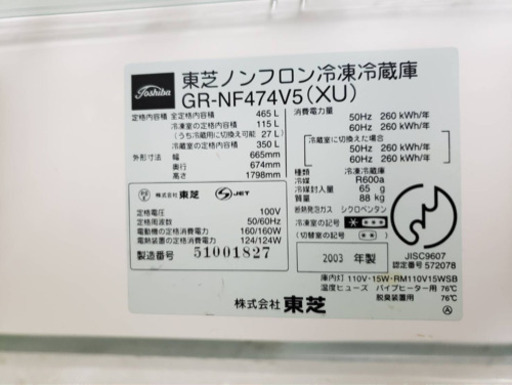 Toshiba
東芝ノンフロン冷凍冷蔵庫
GR-NF474V5(XU)
定格内容積 全定格内容積 465 L
冷凍室の定格内容積 115 L
(うち冷蔵用に切換え可能 27 L)
冷蔵室の定格内容積 350 L
外形寸法 幅 665mm
奥行 674mm
高さ 1798mm
株式会社 東芝 JET
定格電圧 100V
定格周波数 50/60Hz
電動機の定格消費電力 160/160W
電熱装置の定格消費電力 124/124W
製造番号 51001827
消費電力量
50Hz 260 kWh/年
60Hz 260 kWh/年
冷蔵室に切換えた場合
50Hz 260 kWh/年
60Hz 260 kWh/年
種類 冷凍冷蔵庫
冷媒 R600a
冷媒封入量 65 g
質量 88 kg
断熱発泡ガス シクロペンタン
冷凍室の記号
(切替室の記号)
2003 年製
JISC9607
認定番号 572078
庫内灯 110V-15W-RM110V15WSB
温度ヒューズ パイプヒーター用 76℃
脱臭装置用 76℃
株式会社 東芝
A